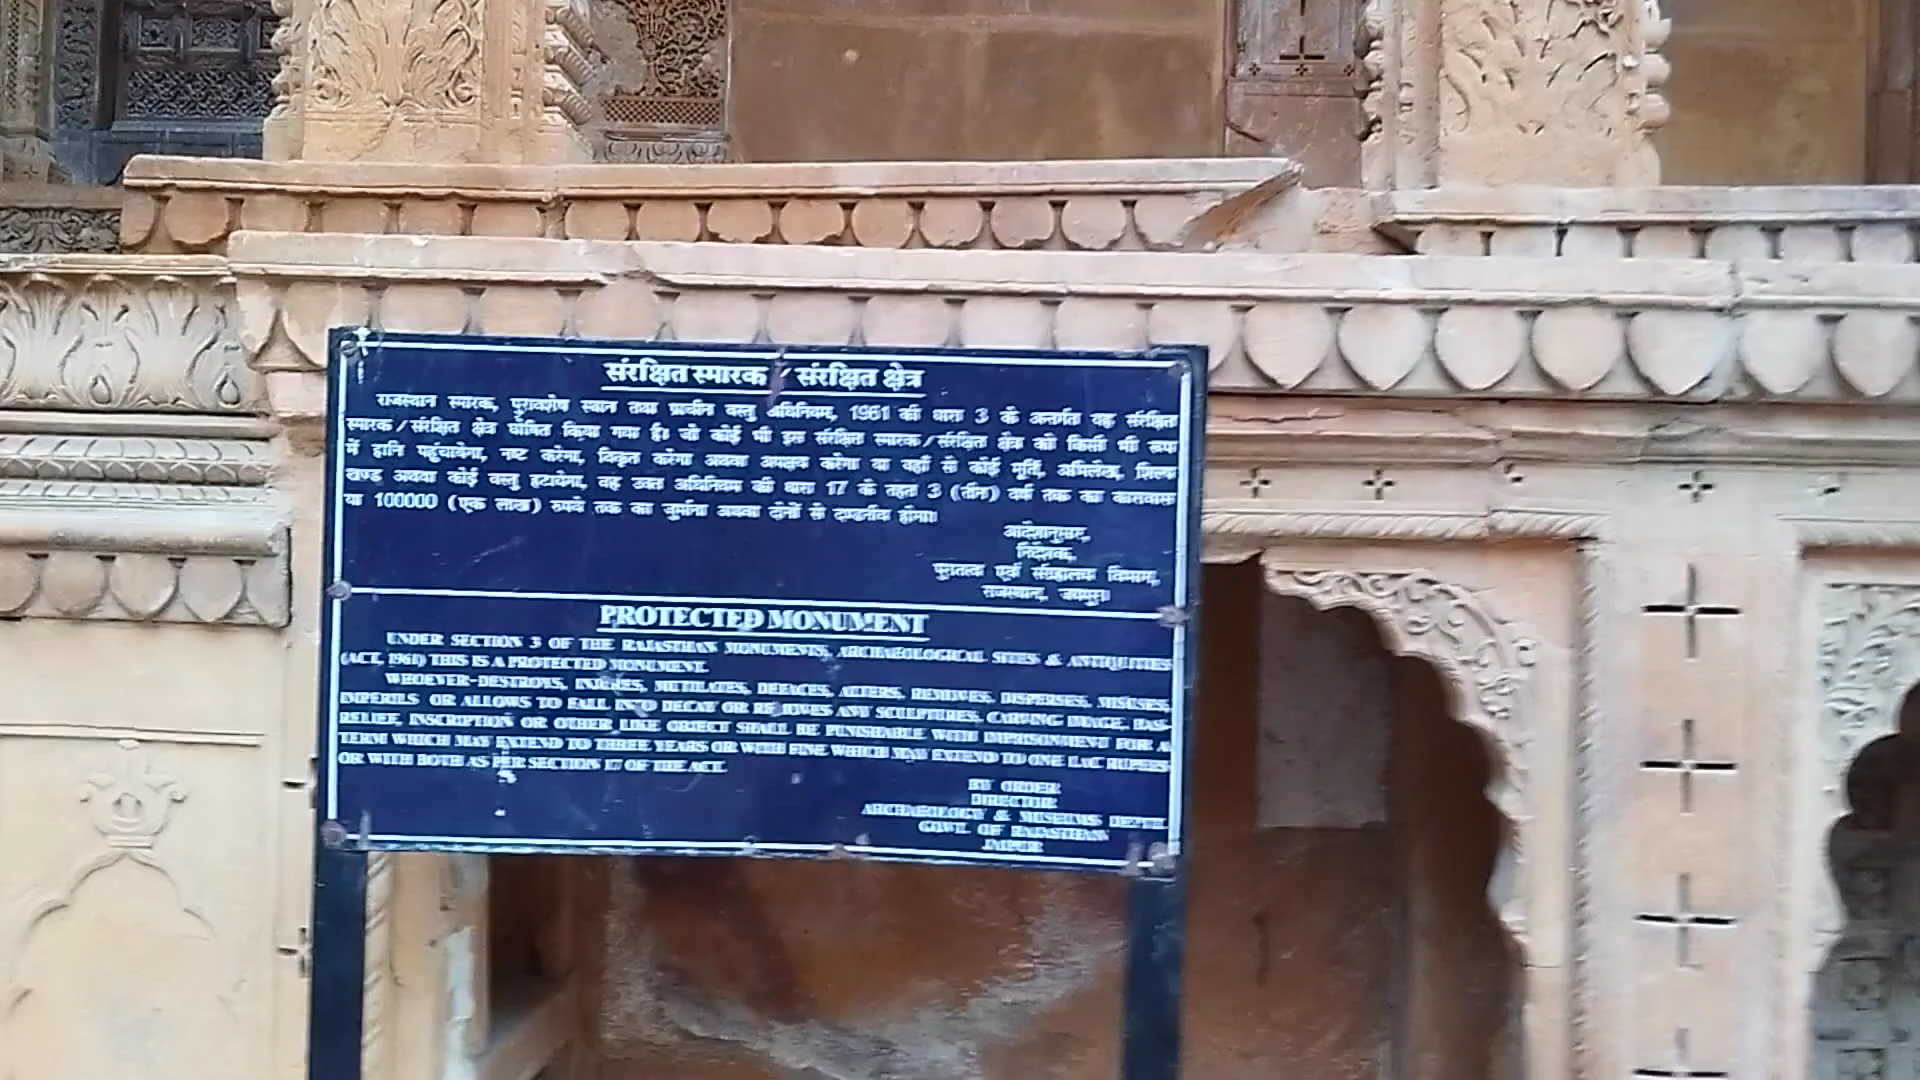 संरक्षित स्मारक / संरक्षित क्षेत्र
राजस्थान स्मारक, पुरावशेष स्थान तथा प्राचीन वस्तु अधिनियम, 1961 की धारा 3 के अन्तर्गत यह संरक्षित
स्मारक/संरक्षित क्षेत्र घोषित किया गया है। जो कोई भी इस संरक्षित स्मारक/संरक्षित क्षेत्र को किसी भी रूप
में हानि पहुंचायेगा, नष्ट करेगा, विकृत करेगा अथवा अपक्षय करेगा या वहाँ से कोई मूर्ति, अभिलेख, शिल्प
खण्ड अथवा कोई वस्तु हटायेगा, वह उक्त अधिनियम की धारा 17 के तहत 3 (तीन) वर्ष तक का कारावास
या 100000 (एक लाख) रुपये तक का जुर्माना अथवा दोनों से दण्डनीय होगा।
आदेशानुसार,
निदेशक,
पुरातत्व एवं संग्रहालय विभाग,
राजस्थान, जयपुर।
PROTECTED MONUMENT
UNDER SECTION 3 OF THE RAJASTHAN MONUMENTS, ARCHAEOLOGICAL SITES & ANTIQUITIES
(ACT, 1961) THIS IS A PROTECTED MONUMENT.
WHOEVER-DESTROYS, INJURES, MUTILATES, DEFACES, ALTERS, REMOVES, DISPERSES, MISUSES,
IMPERILS OR ALLOWS TO FALL INTO DECAY OR REMOVES ANY SCULPTURES, CARVING IMAGE, BAS-
RELIEF, INSCRIPTION OR OTHER LIKE OBJECT SHALL BE PUNISHABLE WITH IMPRISONMENT FOR A
TERM WHICH MAY EXTEND TO THREE YEARS OR WITH FINE WHICH MAY EXTEND TO ONE LAC RUPEES
OR WITH BOTH AS PER SECTION 17 OF THE ACT.
BY ORDER
DIRECTOR
ARCHAEOLOGY & MUSEUMS DEPTT.
GOVT. OF RAJASTHAN
JAIPUR